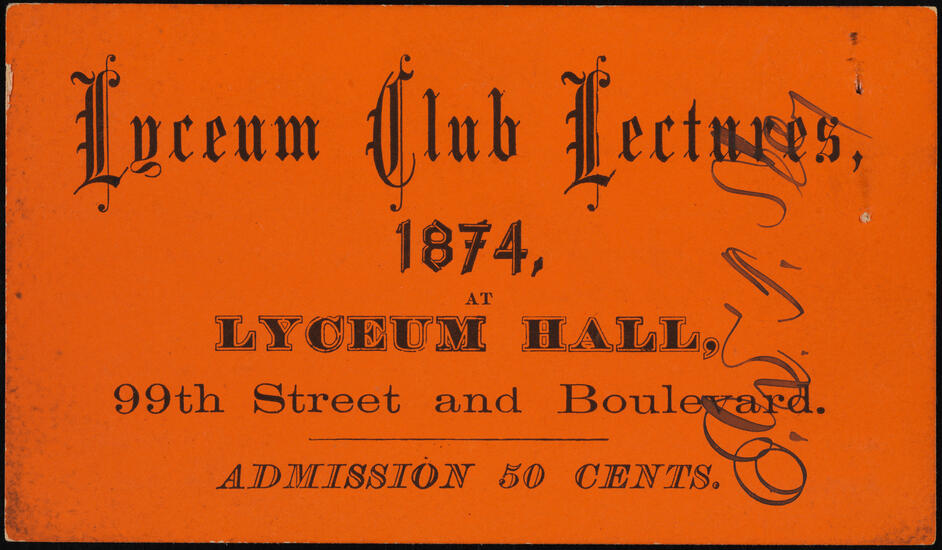 Lyceum Club Lectures,
1874,
AT
LYCEUM HALL,
99th Street and Boulevard.
ADMISSION 50 CENTS.